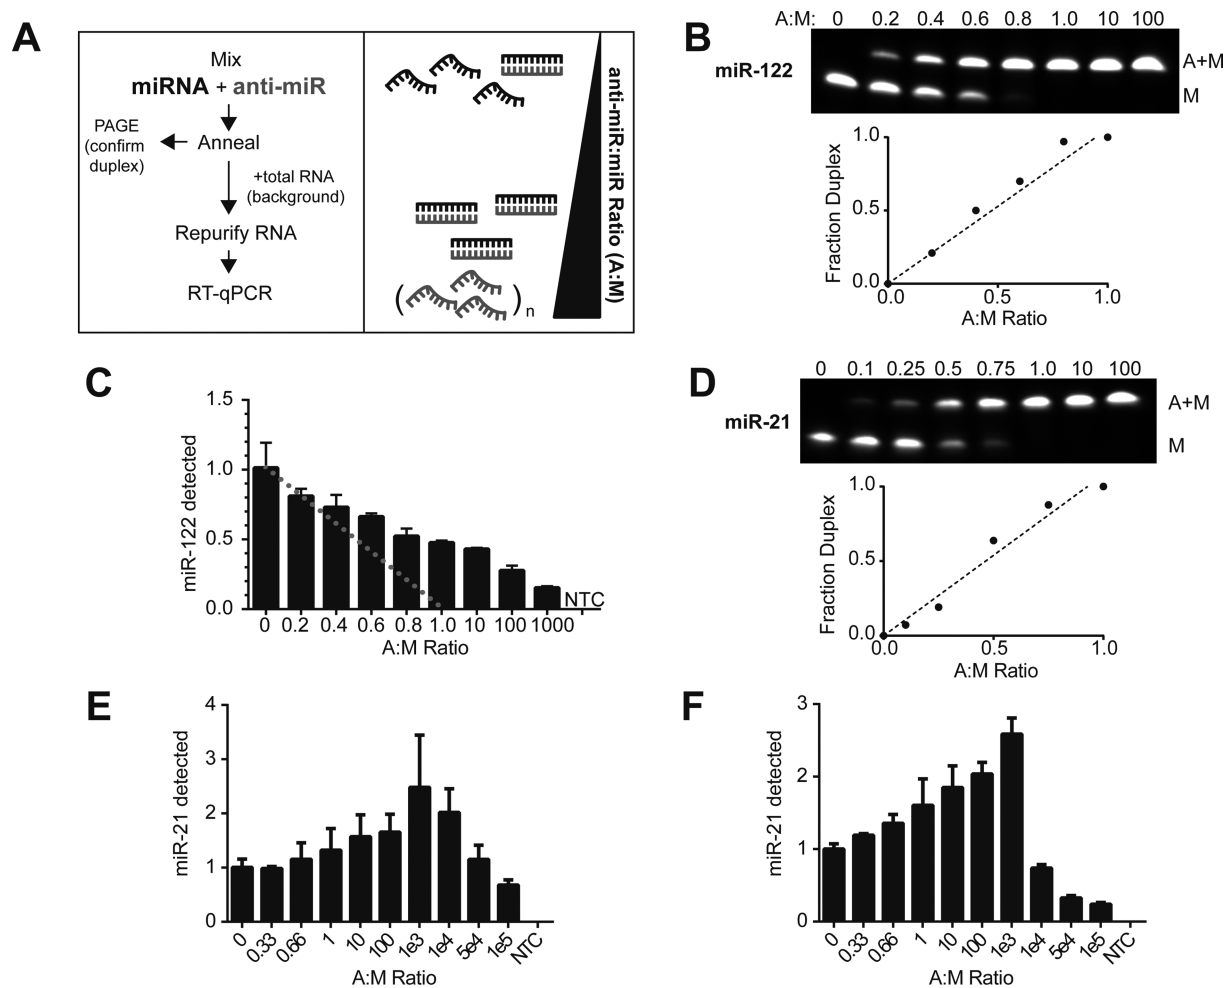 A
Mix
miRNA + anti-miR
PAGE
(confirm
duplex)
Anneal
+total RNA
(background)
Repurify RNA
RT-qPCR
( )n
anti-miR:miR Ratio (A:M)
B
A:M: 0 0.2 0.4 0.6 0.8 1.0 10 100
miR-122
A+M
M
Fraction Duplex
1.0
0.5
0.0
0.0 0.5 1.0
A:M Ratio
C
miR-122 detected
1.5
1.0
0.5
0.0
NTC
0 0.2 0.4 0.6 0.8 1.0 10 100 1000
A:M Ratio
D
0 0.1 0.25 0.5 0.75 1.0 10 100
miR-21
A+M
M
Fraction Duplex
1.0
0.5
0.0
0.0 0.5 1.0
A:M Ratio
E
miR-21 detected
4
3
2
1
0
0 0.33 0.66 1 10 100 1e3 1e4 5e4 1e5 NTC
A:M Ratio
F
miR-21 detected
3
2
1
0
0 0.33 0.66 1 10 100 1e3 1e4 5e4 1e5 NTC
A:M Ratio